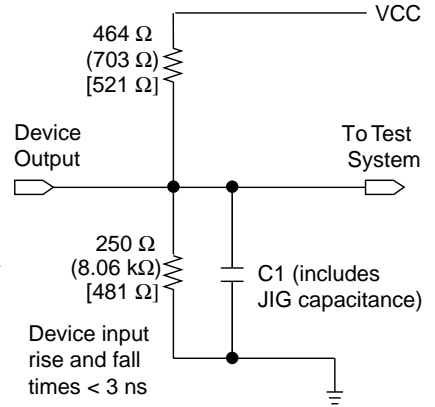 VCC
464 Ω
(703 Ω)
[521 Ω]
Device
Output
To Test
System
250 Ω
(8.06 kΩ)
[481 Ω]
C1 (includes
JIG capacitance)
Device input
rise and fall
times < 3 ns